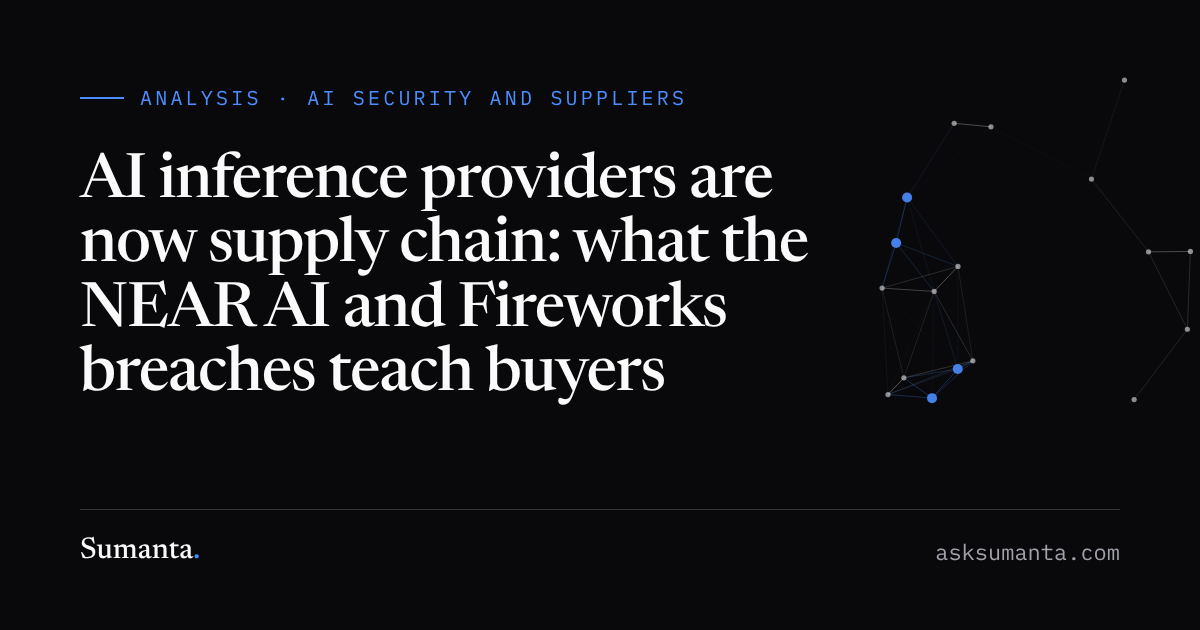 ANALYSIS · AI SECURITY AND SUPPLIERS
AI inference providers are
now supply chain: what the
NEAR AI and Fireworks
breaches teach buyers
Sumanta.
asksumanta.com